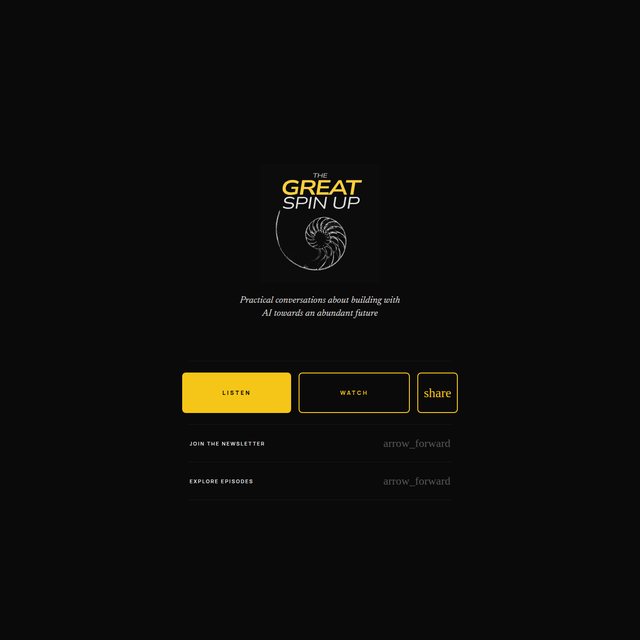 THE
GREAT
SPIN UP
Practical conversations about building with
AI towards an abundant future
LISTEN
WATCH
share
JOIN THE NEWSLETTER
arrow_forward
EXPLORE EPISODES
arrow_forward